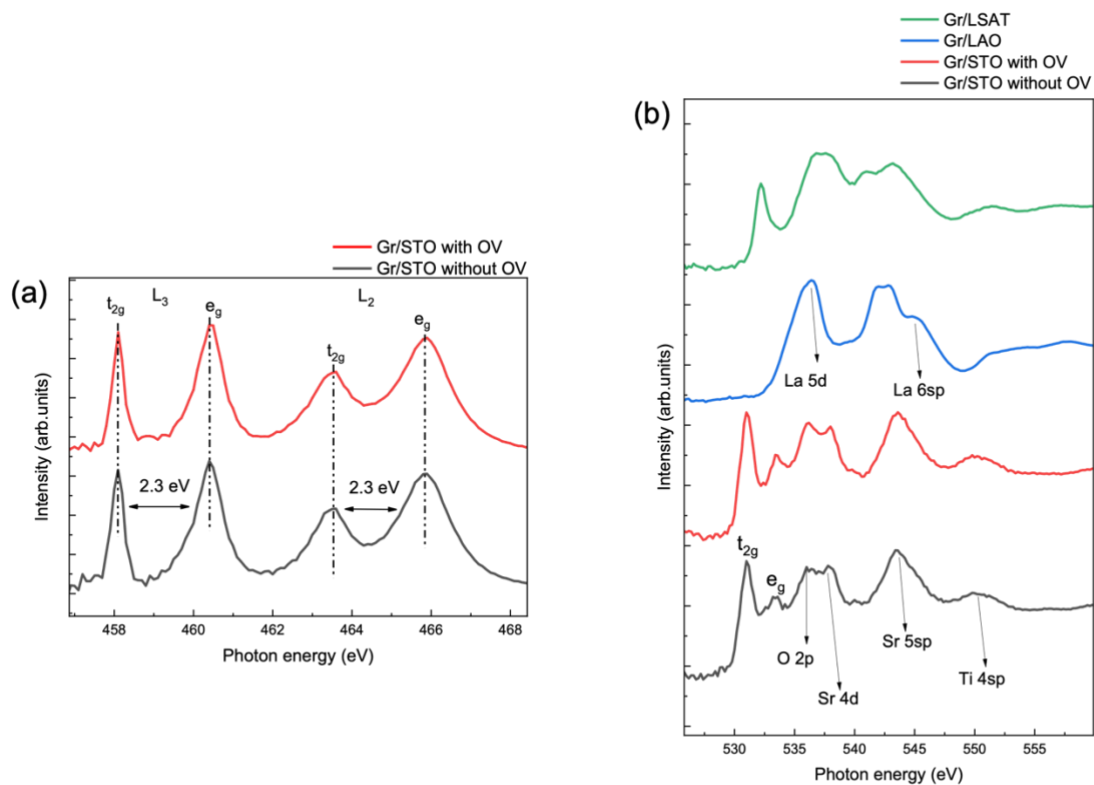 (a)
Gr/STO with OV
Gr/STO without OV
L3
L2
t2g
eg
t2g
eg
2.3 eV
2.3 eV
Intensity (arb.units)
458 460 462 464 466 468
Photon energy (eV)
(b)
Gr/LSAT
Gr/LAO
Gr/STO with OV
Gr/STO without OV
La 5d
La 6sp
t2g
eg
O 2p
Sr 4d
Sr 5sp
Ti 4sp
Intensity (arb.units)
530 535 540 545 550 555
Photon energy (eV)